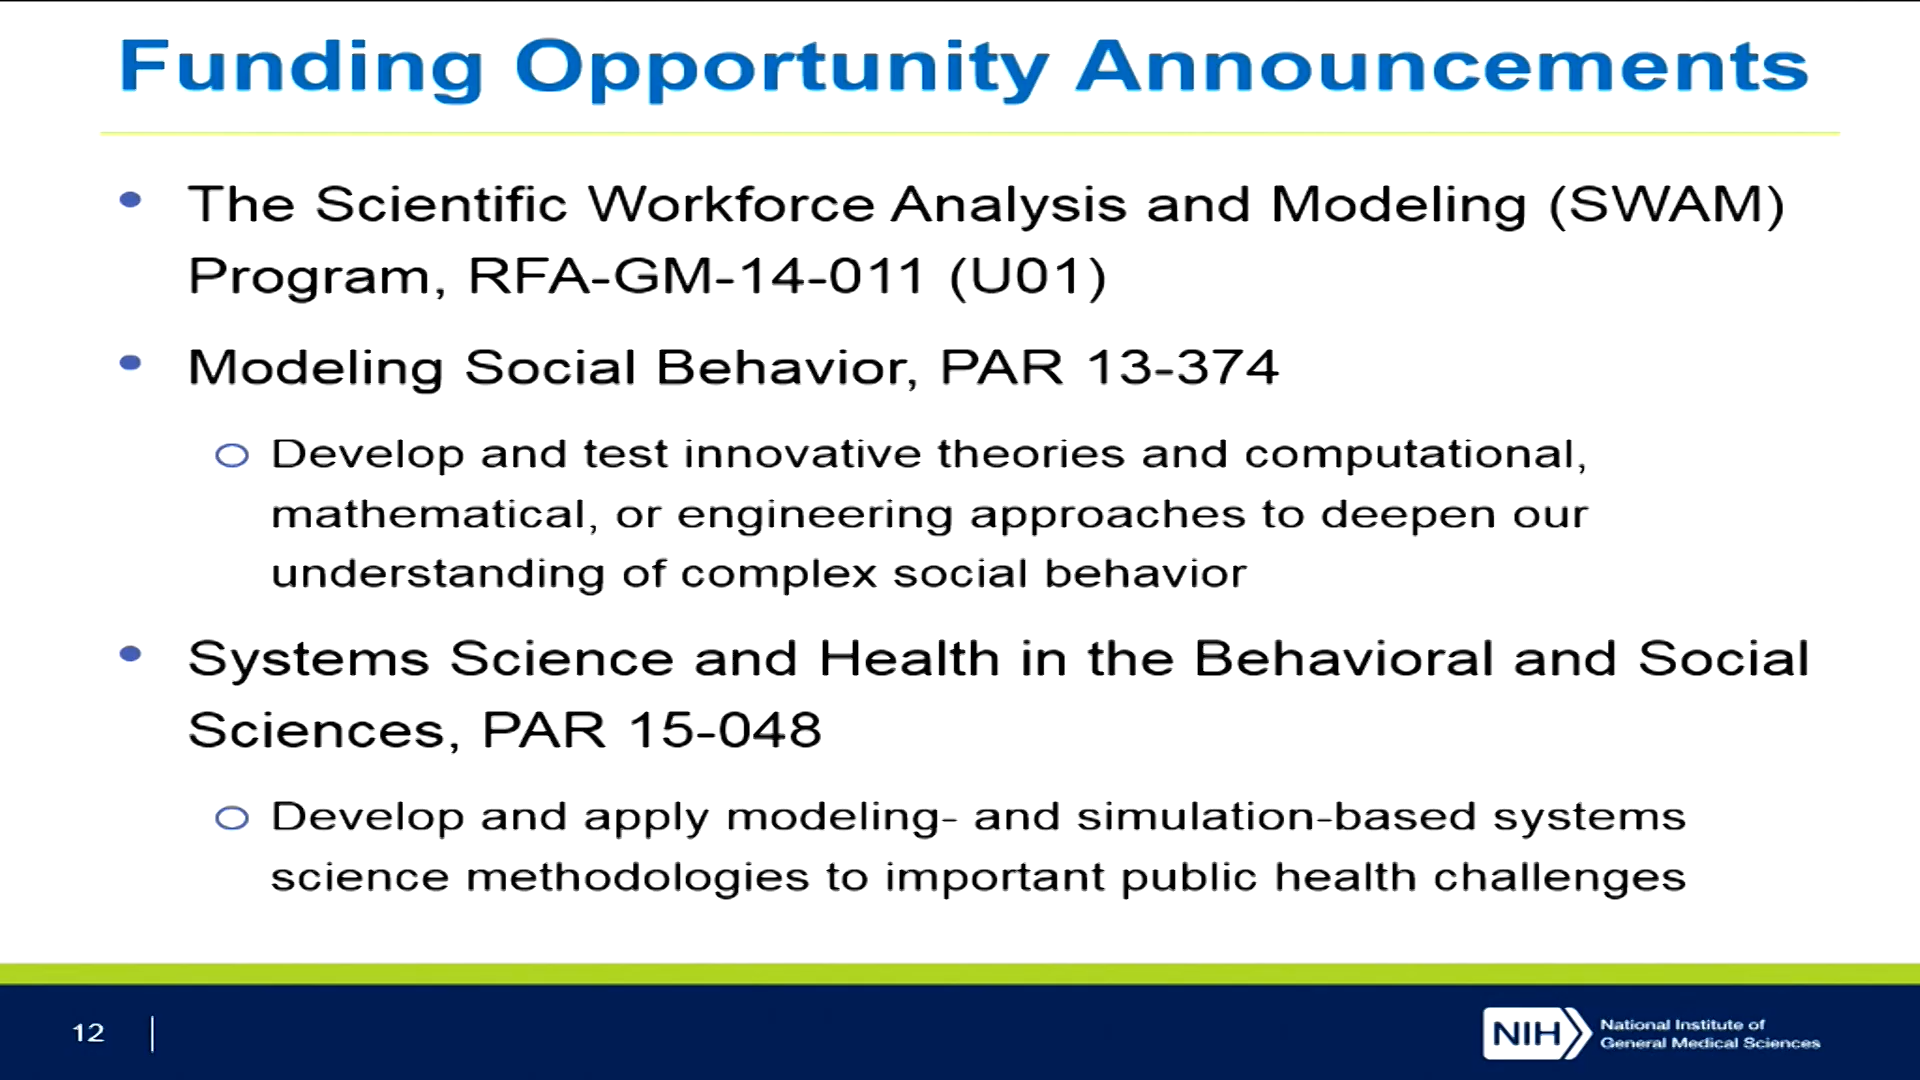 Funding Opportunity Announcements
• The Scientific Workforce Analysis and Modeling (SWAM)
Program, RFA-GM-14-011 (U01)
• Modeling Social Behavior, PAR 13-374
○ Develop and test innovative theories and computational,
mathematical, or engineering approaches to deepen our
understanding of complex social behavior
• Systems Science and Health in the Behavioral and Social
Sciences, PAR 15-048
○ Develop and apply modeling- and simulation-based systems
science methodologies to important public health challenges
12
NIH
National Institute of
General Medical Sciences